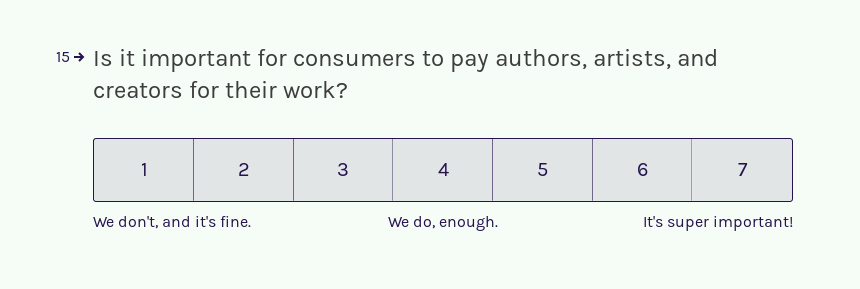 15→ Is it important for consumers to pay authors, artists, and
creators for their work?
1 2 3 4 5 6 7
We don't, and it's fine. We do, enough. It's super important!